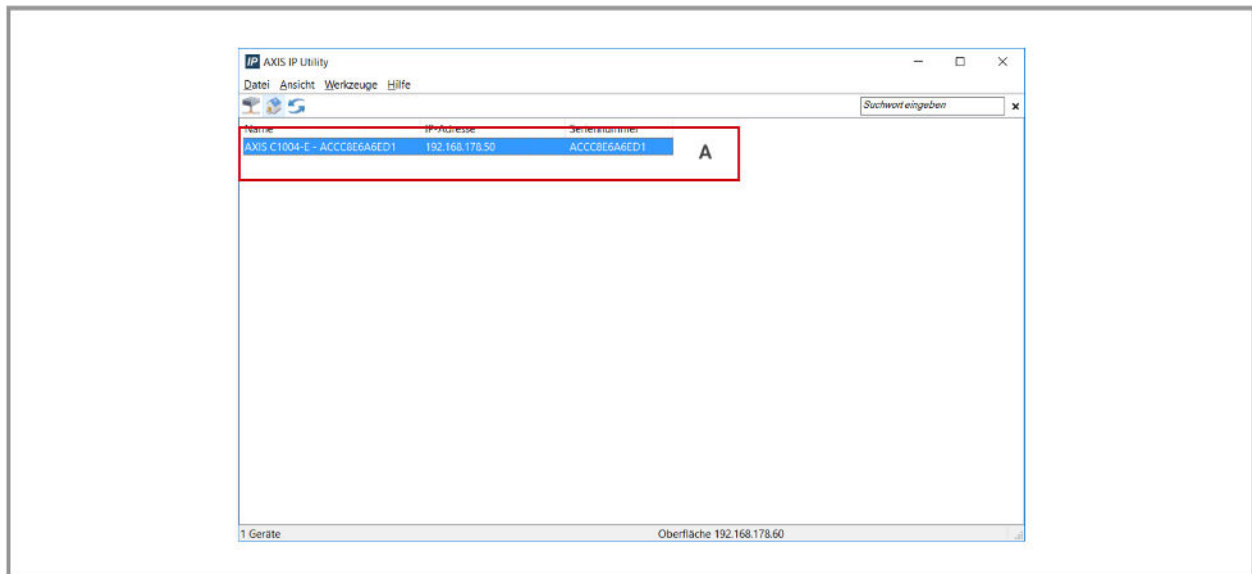 IP AXIS IP Utility
Datei Ansicht Werkzeuge Hilfe
Suchwort eingeben
Name IP-Adresse Seriennummer
AXIS C1004-E - ACCC8E6A6ED1 192.168.178.50 ACCC8E6A6ED1
A
1 Geräte Oberfläche 192.168.178.60